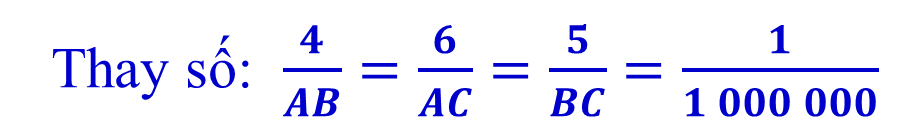 Thay số: 4/AB = 6/AC = 5/BC = 1/1 000 000